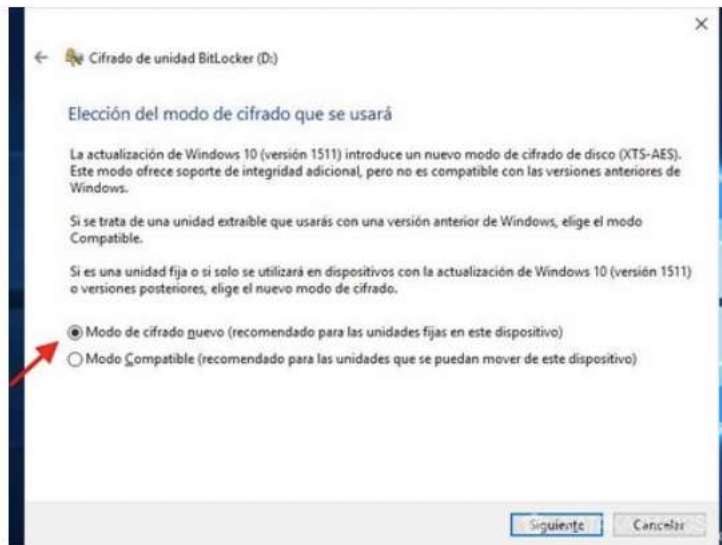 Cifrado de unidad BitLocker (D:)
Elección del modo de cifrado que se usará
La actualización de Windows 10 (versión 1511) introduce un nuevo modo de cifrado de disco (XTS-AES).
Este modo ofrece soporte de integridad adicional, pero no es compatible con las versiones anteriores de
Windows.
Si se trata de una unidad extraíble que usarás con una versión anterior de Windows, elige el modo
Compatible.
Si es una unidad fija o si solo se utilizará en dispositivos con la actualización de Windows 10 (versión 1511)
o versiones posteriores, elige el nuevo modo de cifrado.
Modo de cifrado nuevo (recomendado para las unidades fijas en este dispositivo)
Modo Compatible (recomendado para las unidades que se puedan mover de este dispositivo)
Siguiente Cancelar